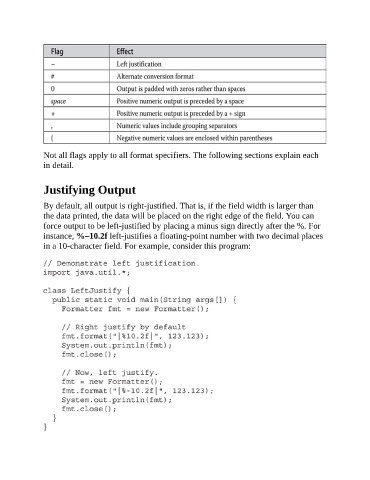 Flag Effect
– Left justification
# Alternate conversion format
0 Output is padded with zeros rather than spaces
space Positive numeric output is preceded by a space
+ Positive numeric output is preceded by a + sign
, Numeric values include grouping separators
( Negative numeric values are enclosed within parentheses
Not all flags apply to all format specifiers. The following sections explain each
in detail.
Justifying Output
By default, all output is right-justified. That is, if the field width is larger than
the data printed, the data will be placed on the right edge of the field. You can
force output to be left-justified by placing a minus sign directly after the %. For
instance, %–10.2f left-justifies a floating-point number with two decimal places
in a 10-character field. For example, consider this program:
// Demonstrate left justification.
import java.util.*;
class LeftJustify {
public static void main(String args[]) {
Formatter fmt = new Formatter();
// Right justify by default
fmt.format("|%10.2f|", 123.123);
System.out.println(fmt);
fmt.close();
// Now, left justify.
fmt = new Formatter();
fmt.format("|%-10.2f|", 123.123);
System.out.println(fmt);
fmt.close();
}
}